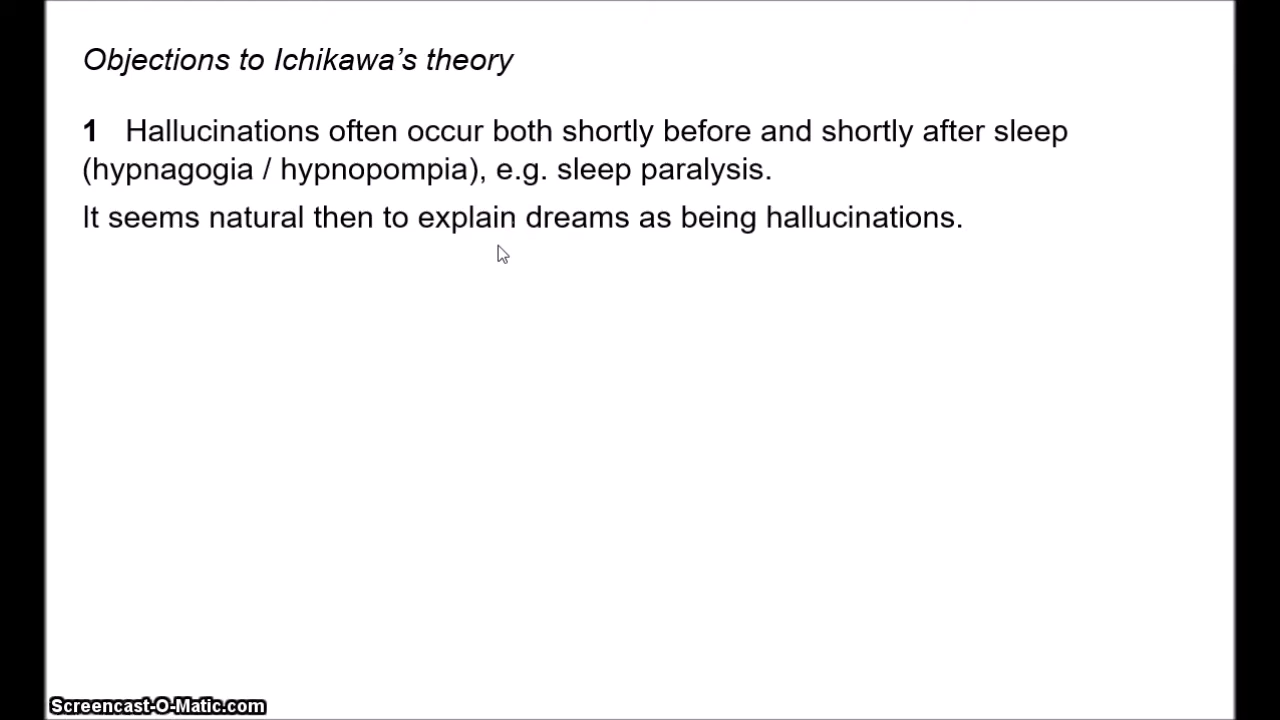 Objections to Ichikawa’s theory
1 Hallucinations often occur both shortly before and shortly after sleep
(hypnagogia / hypnopompia), e.g. sleep paralysis.
It seems natural then to explain dreams as being hallucinations.
Screencast-O-Matic.com